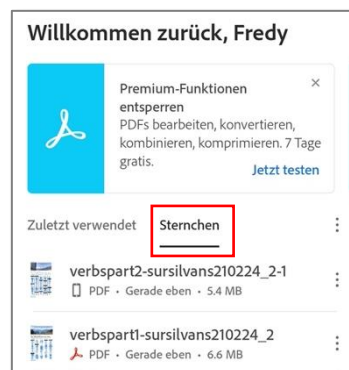 Willkommen zurück, Fredy
Premium-Funktionen
entsperren
PDFs bearbeiten, konvertieren,
kombinieren, komprimieren. 7 Tage
gratis.
Jetzt testen
Zuletzt verwendet Sternchen
verbspart2-sursilvans210224_2-1
PDF • Gerade eben • 5.4 MB
verbspart1-sursilvans210224_2
PDF • Gerade eben • 6.6 MB